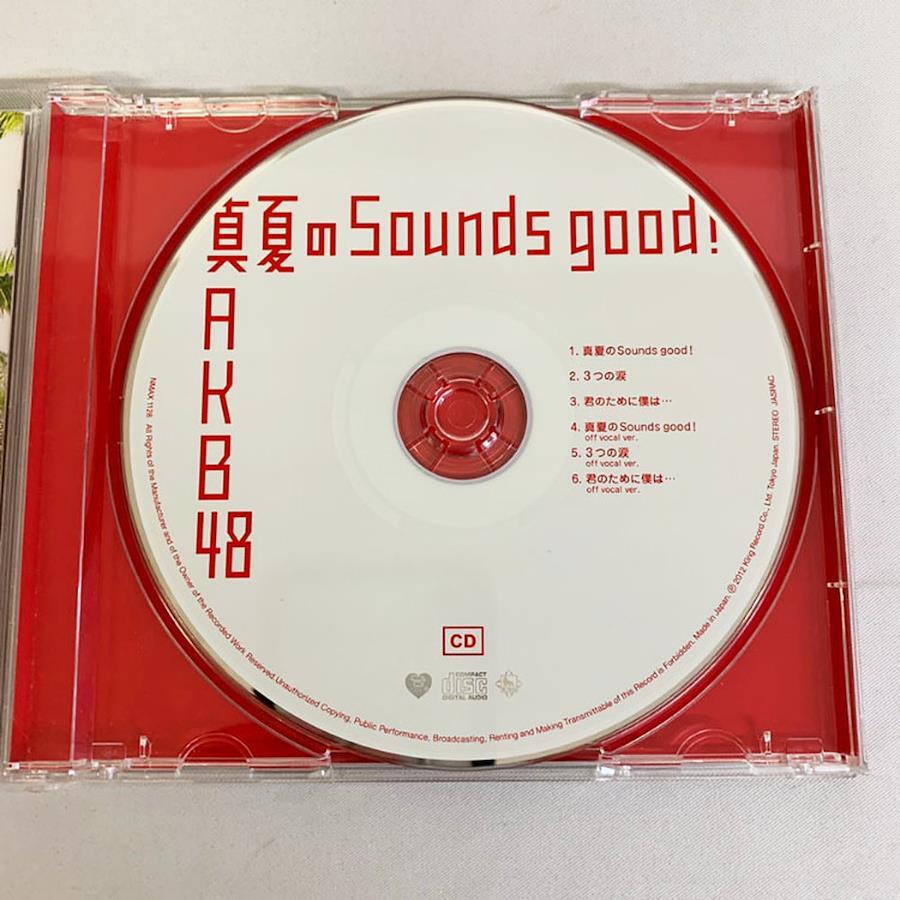 真夏のSounds good!
AKB48
1. 真夏のSounds good!
2. 3つの涙
3. 君のために僕は…
4. 真夏のSounds good!
off vocal ver.
5. 3つの涙
off vocal ver.
6. 君のために僕は…
off vocal ver.
CD
COMPACT
disc
DIGITAL AUDIO
NMAX 1128 All Rights of the Manufacturer and of the Owner of the Recorded Work Reserved. Unauthorized Copying, Public Performance, Broadcasting, Renting and Making Transmittable of this Record is Forbidden. Made in Japan. ℗ 2012 King Record Co., Ltd. Tokyo Japan. STEREO JASRAC